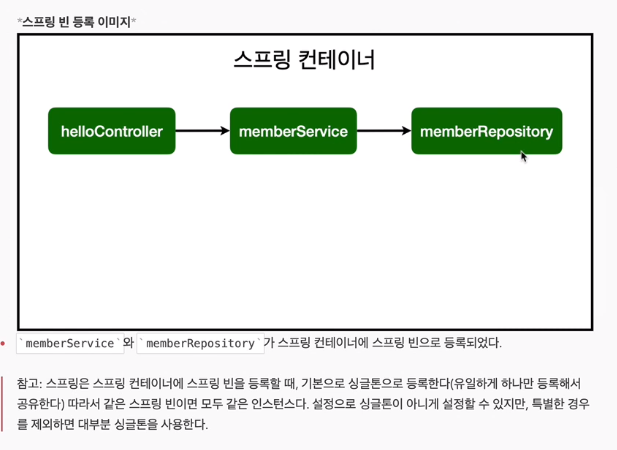 *스프링 빈 등록 이미지*
스프링 컨테이너
helloController
memberService
memberRepository
`memberService`와 `memberRepository`가 스프링 컨테이너에 스프링 빈으로 등록되었다.
참고: 스프링은 스프링 컨테이너에 스프링 빈을 등록할 때, 기본으로 싱글톤으로 등록한다(유일하게 하나만 등록해서
공유한다) 따라서 같은 스프링 빈이면 모두 같은 인스턴스다. 설정으로 싱글톤이 아니게 설정할 수 있지만, 특별한 경우
를 제외하면 대부분 싱글톤을 사용한다.